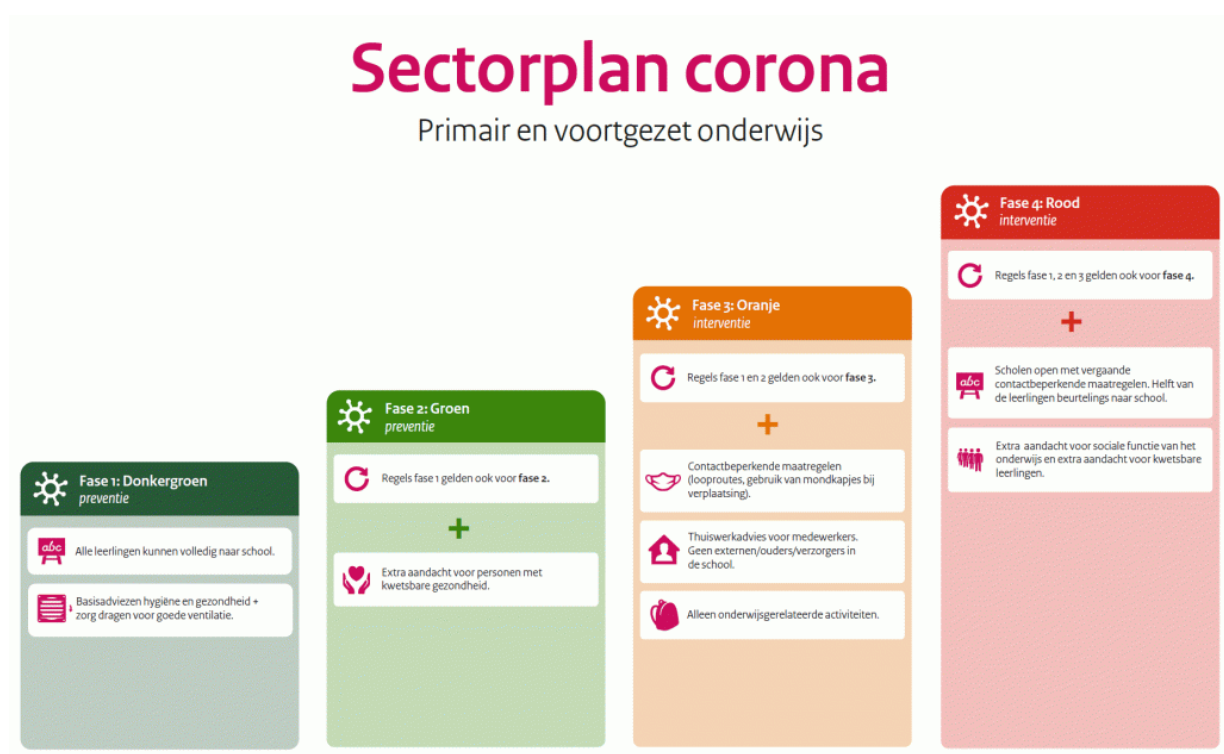 Sectorplan corona
Primair en voortgezet onderwijs
Fase 1: Donkergroen
preventie
abc
Alle leerlingen kunnen volledig naar school.
Basisadviezen hygiëne en gezondheid +
zorg dragen voor goede ventilatie.
Fase 2: Groen
preventie
Regels fase 1 gelden ook voor fase 2.
+
Extra aandacht voor personen met
kwetsbare gezondheid.
Fase 3: Oranje
interventie
Regels fase 1 en 2 gelden ook voor fase 3.
+
Contactbeperkende maatregelen
(looproutes, gebruik van mondkapjes bij
verplaatsing).
Thuiswerkadvies voor medewerkers.
Geen externen/ouders/verzorgers in
de school.
Alleen onderwijsgerelateerde activiteiten.
Fase 4: Rood
interventie
Regels fase 1, 2 en 3 gelden ook voor fase 4.
+
abc
Scholen open met vergaande
contactbeperkende maatregelen. Helft van
de leerlingen beurtelings naar school.
Extra aandacht voor sociale functie van het
onderwijs en extra aandacht voor kwetsbare
leerlingen.